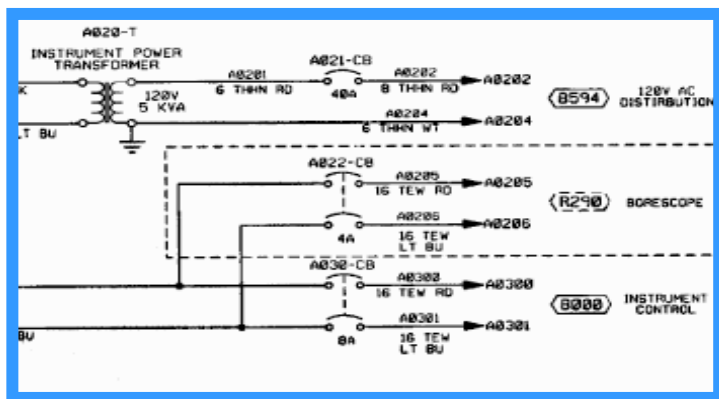 A020-T
INSTRUMENT POWER
TRANSFORMER
K
LT BU
120V
5 KVA
A0201
6 THHN RD
A021-CB
40A
A0202
8 THHN RD
A0202
A0204
6 THHN WT
A0204
B594
120V AC
DISTIRBUTION
A022-CB
4A
A0205
16 TEW RD
A0205
A0206
16 TEW
LT BU
A0206
R290
BORESCOPE
A030-CB
8A
BU
A0300
16 TEW RD
A0300
A0301
16 TEW
LT BU
A0301
B000
INSTRUMENT
CONTROL